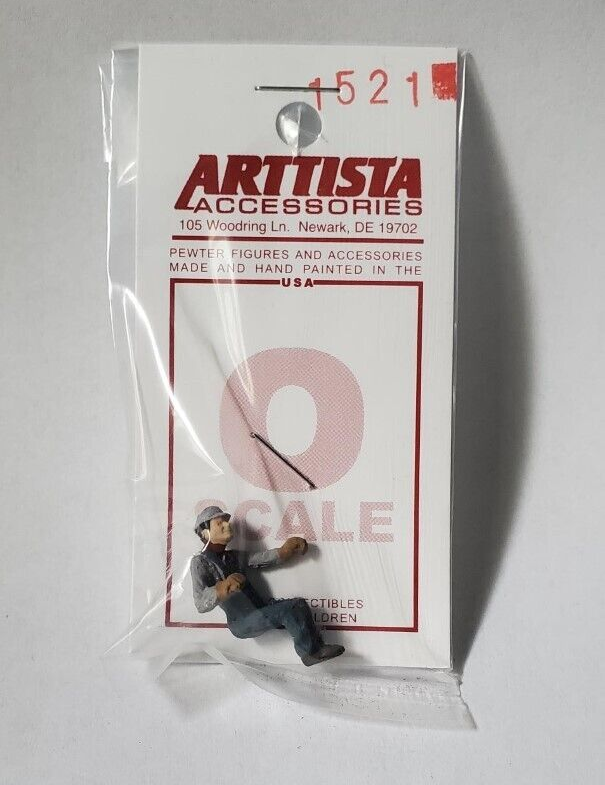 1521
ARTTISTA
ACCESSORIES
105 Woodring Ln. Newark, DE 19702
PEWTER FIGURES AND ACCESSORIES
MADE AND HAND PAINTED IN THE
USA
O
SCALE